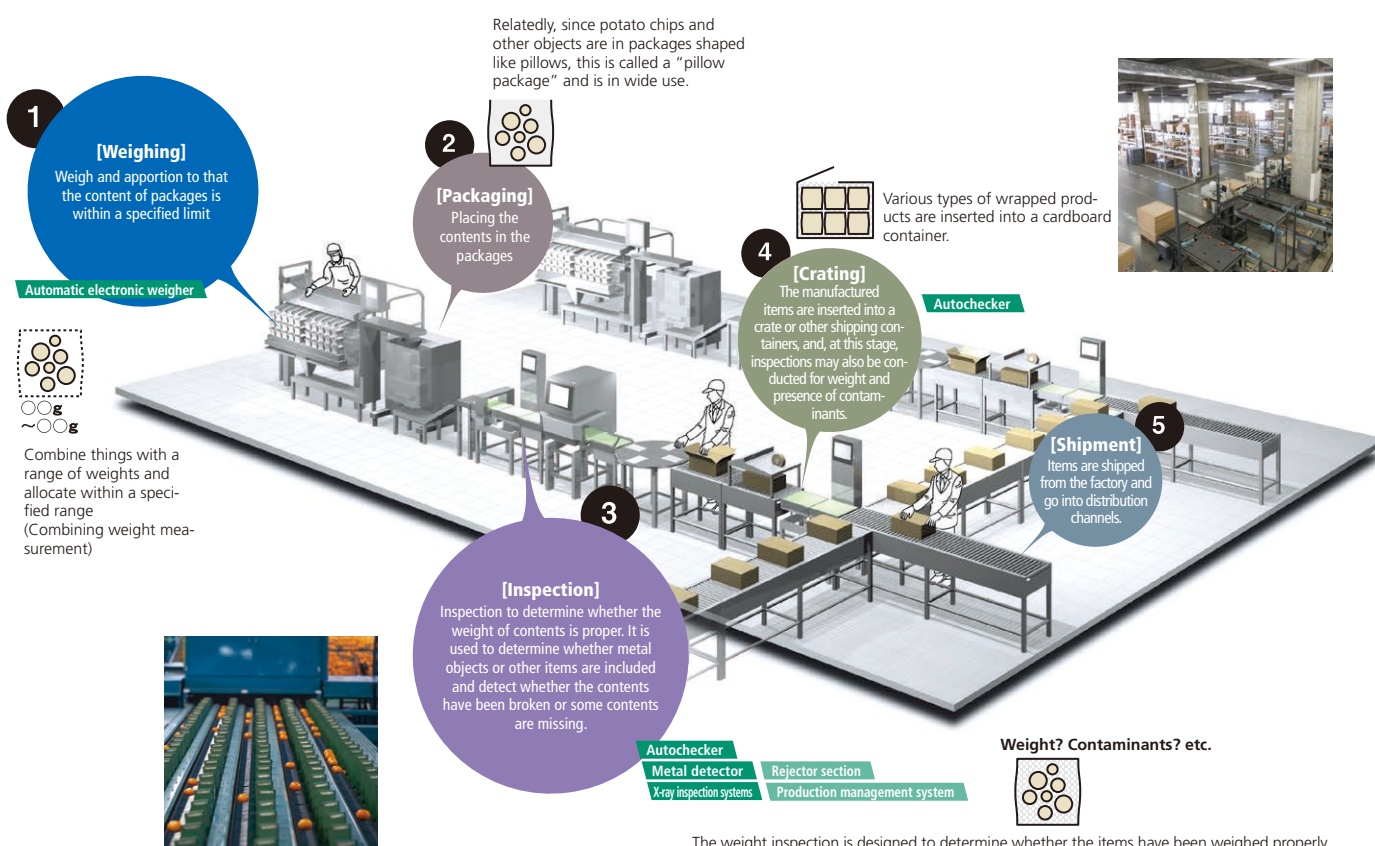 Relatedly, since potato chips and
other objects are in packages shaped
like pillows, this is called a “pillow
package” and is in wide use.
1
[Weighing]
Weigh and apportion to that
the content of packages is
within a specified limit
Automatic electronic weigher
○○g
~○○g
Combine things with a
range of weights and
allocate within a speci-
fied range
(Combining weight mea-
surement)
2
[Packaging]
Placing the
contents in the
packages
Various types of wrapped prod-
ucts are inserted into a cardboard
container.
4
[Crating]
The manufactured
items are inserted into a
crate or other shipping con-
tainers, and, at this stage,
inspections may also be con-
ducted for weight and
presence of contam-
inants.
Autochecker
5
[Shipment]
Items are shipped
from the factory and
go into distribution
channels.
3
[Inspection]
Inspection to determine whether the
weight of contents is proper. It is
used to determine whether metal
objects or other items are included
and detect whether the contents
have been broken or some contents
are missing.
Autochecker
Metal detector Rejector section
X-ray inspection systems Production management system
Weight? Contaminants? etc.
The weight inspection is designed to determine whether the items have been weighed properly